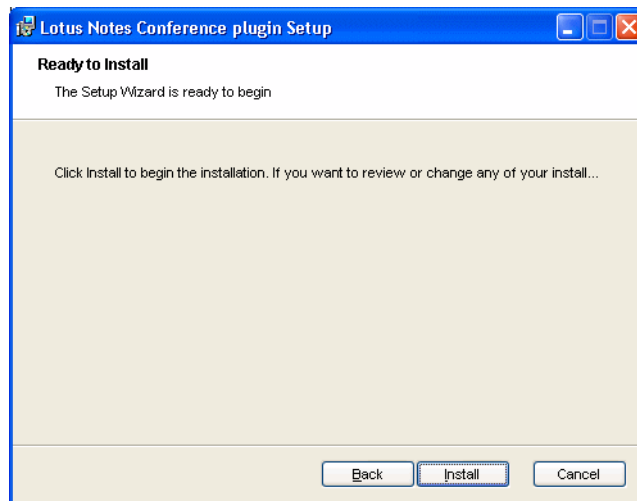 Lotus Notes Conference plugin Setup
Ready to Install
The Setup Wizard is ready to begin
Click Install to begin the installation. If you want to review or change any of your install...
Back Install Cancel